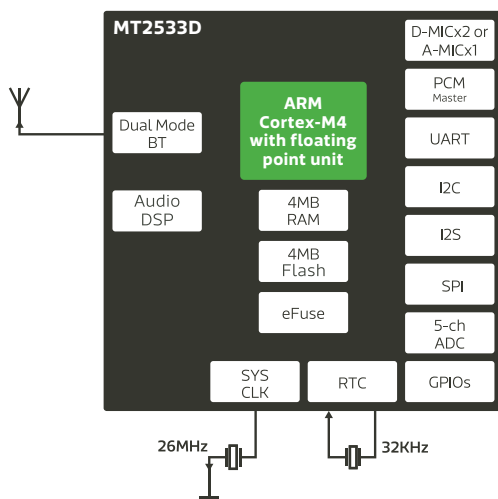 MT2533D
D-MICx2 or
A-MICx1
PCM
Master
UART
I2C
I2S
SPI
5-ch
ADC
GPIOs
Dual Mode
BT
Audio
DSP
ARM
Cortex-M4
with floating
point unit
4MB
RAM
4MB
Flash
eFuse
SYS
CLK
RTC
26MHz
32KHz